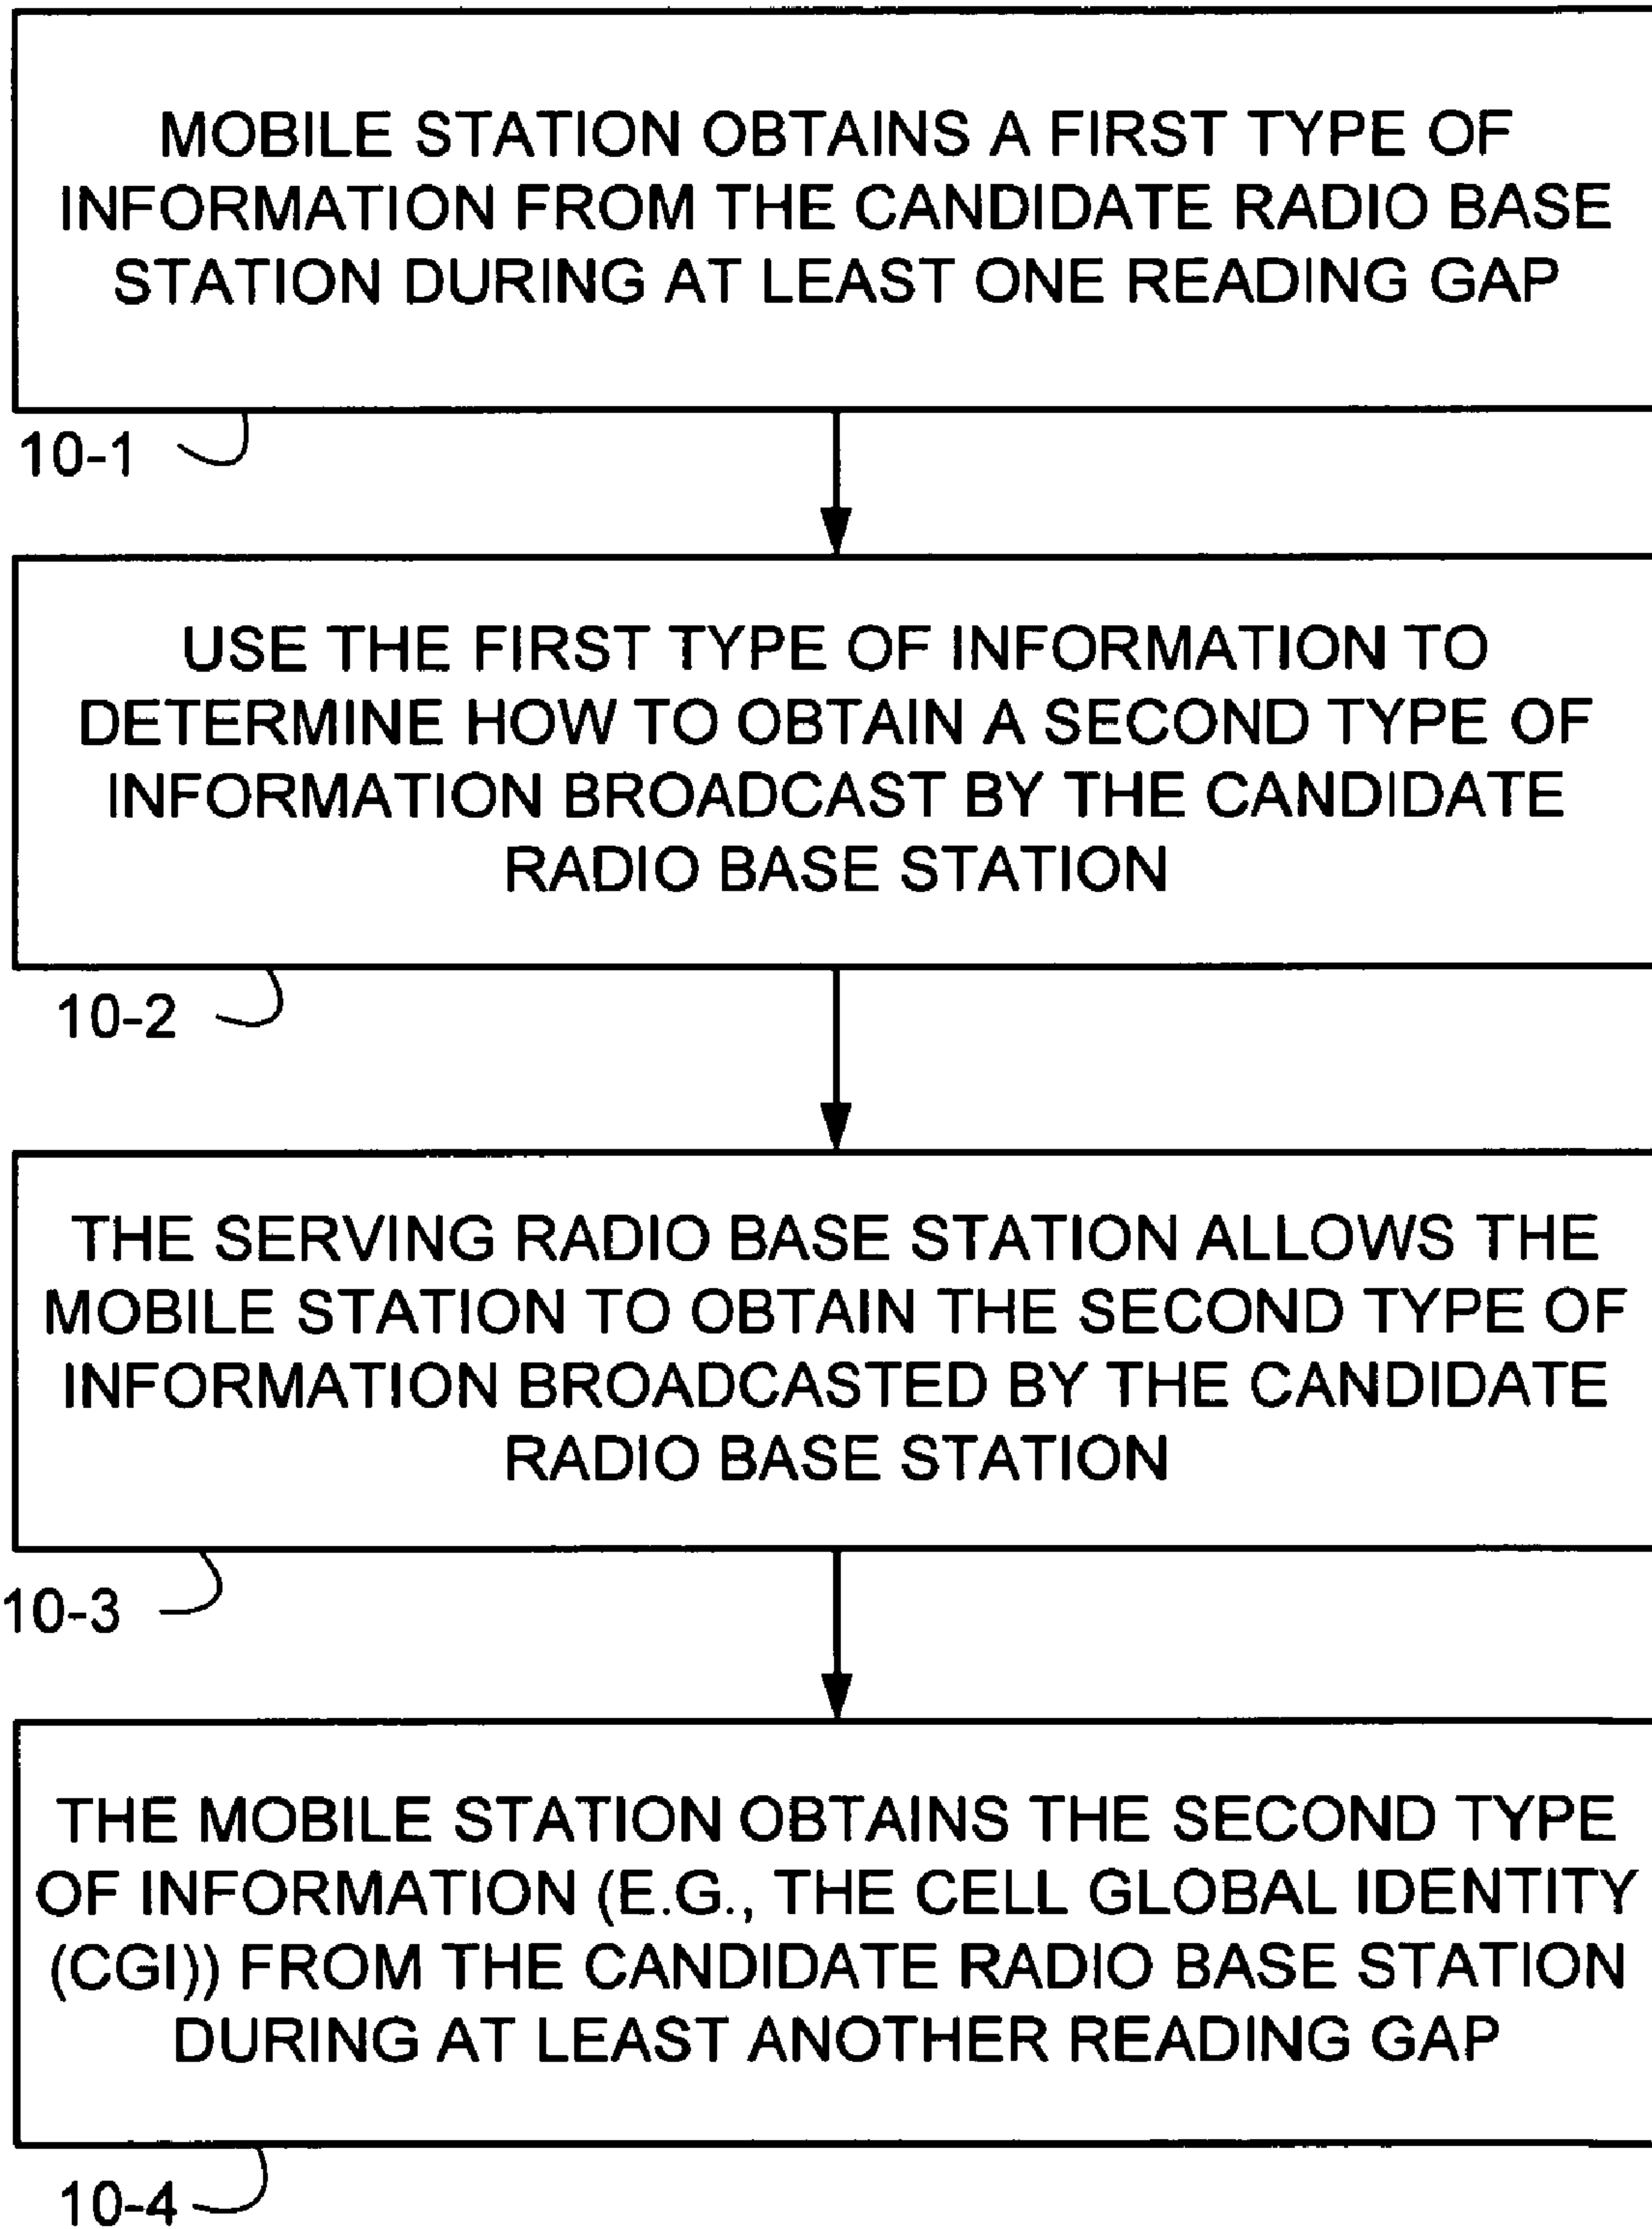 MOBILE STATION OBTAINS A FIRST TYPE OF
INFORMATION FROM THE CANDIDATE RADIO BASE
STATION DURING AT LEAST ONE READING GAP
10-1
USE THE FIRST TYPE OF INFORMATION TO
DETERMINE HOW TO OBTAIN A SECOND TYPE OF
INFORMATION BROADCAST BY THE CANDIDATE
RADIO BASE STATION
10-2
THE SERVING RADIO BASE STATION ALLOWS THE
MOBILE STATION TO OBTAIN THE SECOND TYPE OF
INFORMATION BROADCASTED BY THE CANDIDATE
RADIO BASE STATION
10-3
THE MOBILE STATION OBTAINS THE SECOND TYPE
OF INFORMATION (E.G., THE CELL GLOBAL IDENTITY
(CGI)) FROM THE CANDIDATE RADIO BASE STATION
DURING AT LEAST ANOTHER READING GAP
10-4